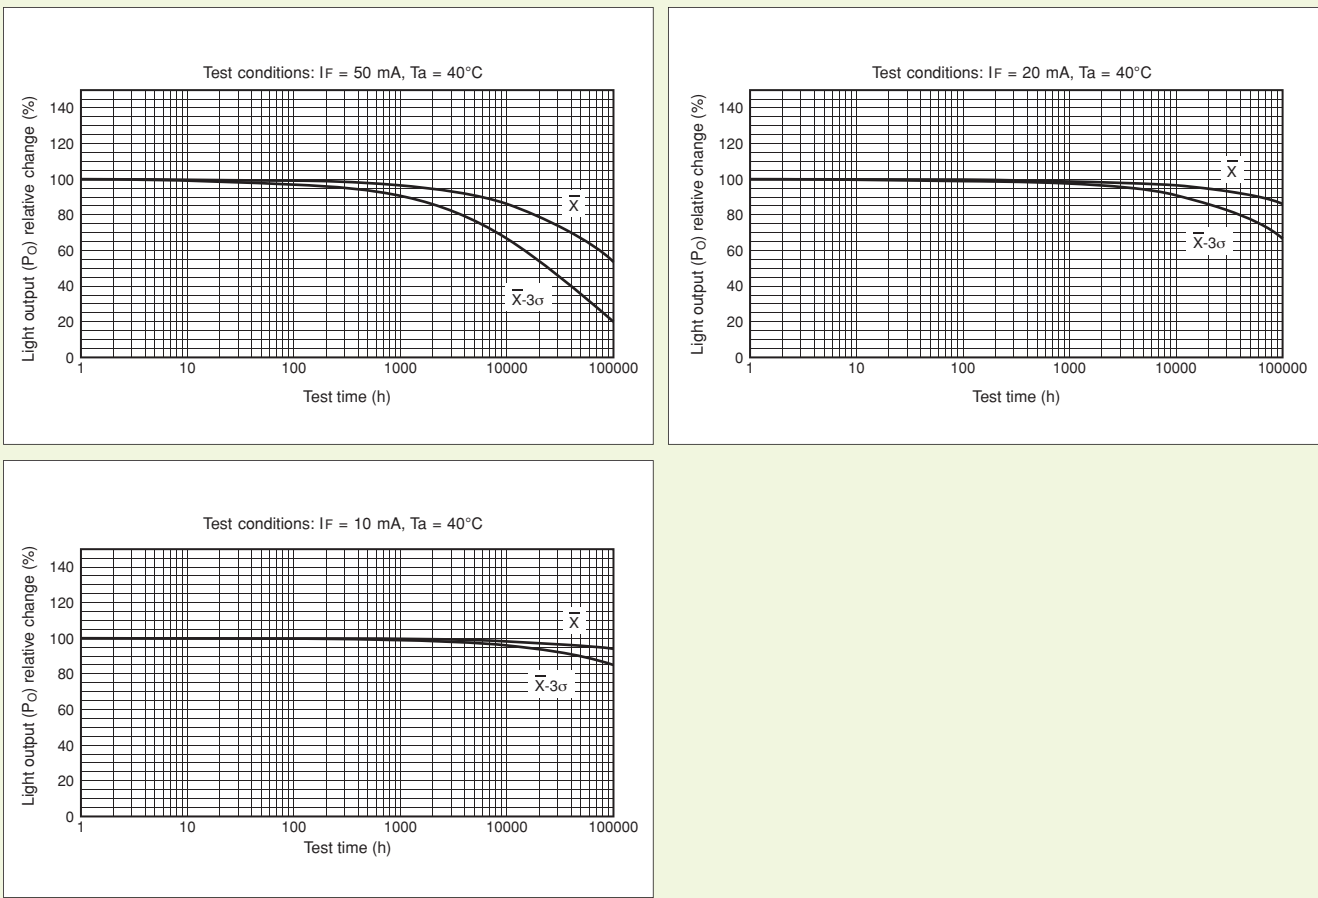 Test conditions: IF = 50 mA, Ta = 40°C
Light output (PO) relative change (%)
140
120
100
80
60
40
20
0
X̅
X̅-3σ
1 10 100 1000 10000 100000
Test time (h)
Test conditions: IF = 20 mA, Ta = 40°C
Light output (PO) relative change (%)
140
120
100
80
60
40
20
0
X̅
X̅-3σ
1 10 100 1000 10000 100000
Test time (h)
Test conditions: IF = 10 mA, Ta = 40°C
Light output (PO) relative change (%)
140
120
100
80
60
40
20
0
X̅
X̅-3σ
1 10 100 1000 10000 100000
Test time (h)